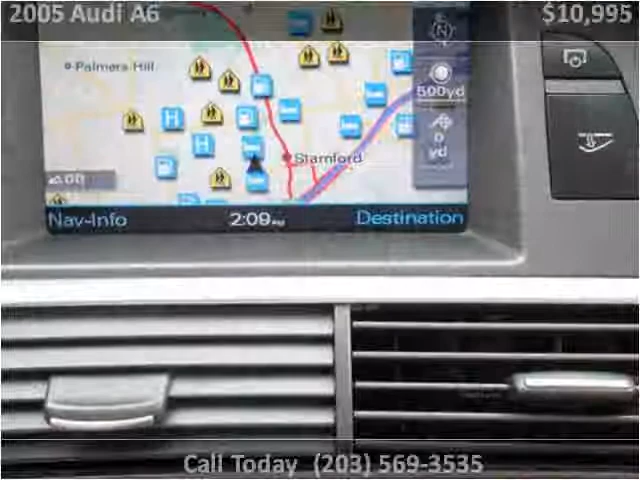 2005 Audi A6
$10,995
Palmers Hill
N
500yd
H
H
0
yd
Stamford
Nav-Info
2:09
Destination
Call Today (203) 569-3535